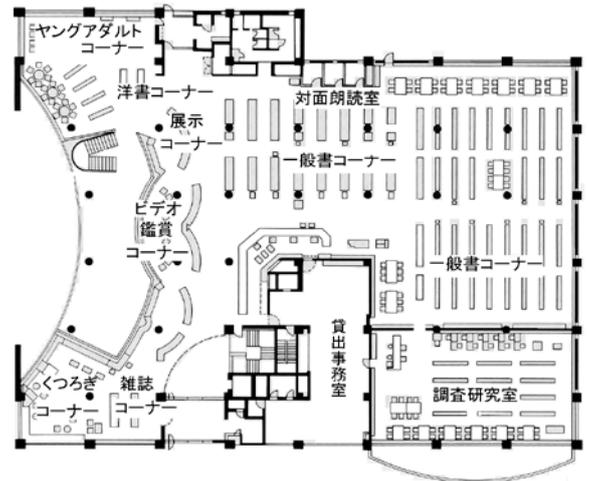 ヤングアダルト
コーナー
洋書コーナー
展示
コーナー
対面朗読室
一般書コーナー
ビデオ
鑑賞
コーナー
一般書コーナー
貸出事務室
くつろぎ
コーナー
雑誌
コーナー
調査研究室